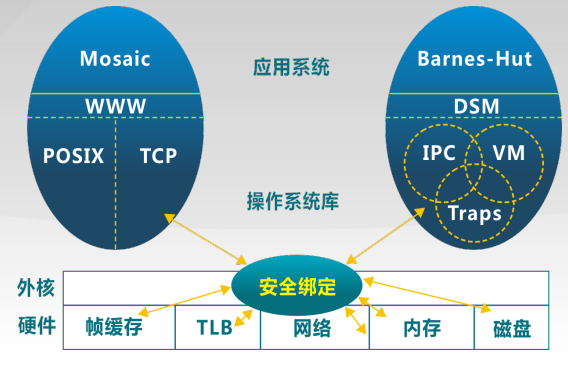 Mosaic
应用系统
Barnes-Hut
WWW
DSM
POSIX
TCP
IPC
VM
操作系统库
Traps
外核
安全绑定
硬件
帧缓存
TLB
网络
内存
磁盘